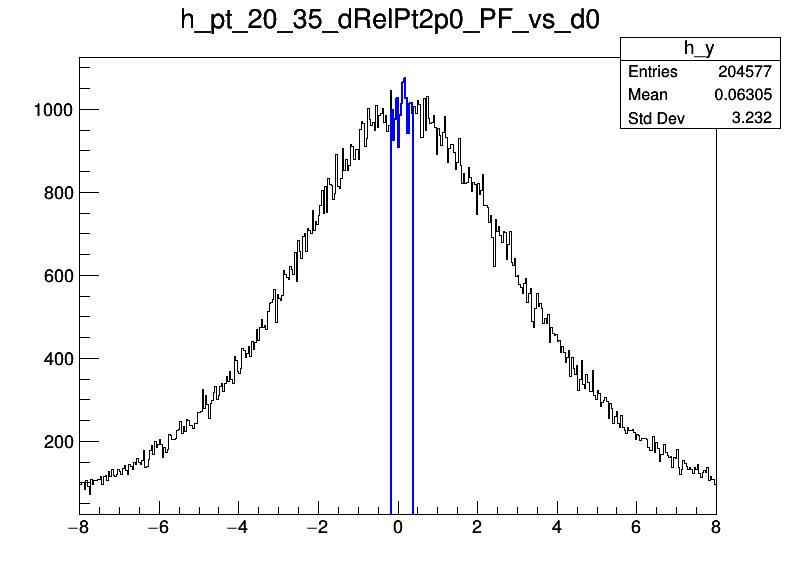 h_pt_20_35_dRelPt2p0_PF_vs_d0
h_y
Entries 204577
Mean 0.06305
Std Dev 3.232
1000
800
600
400
200
−8 −6 −4 −2 0 2 4 6 8